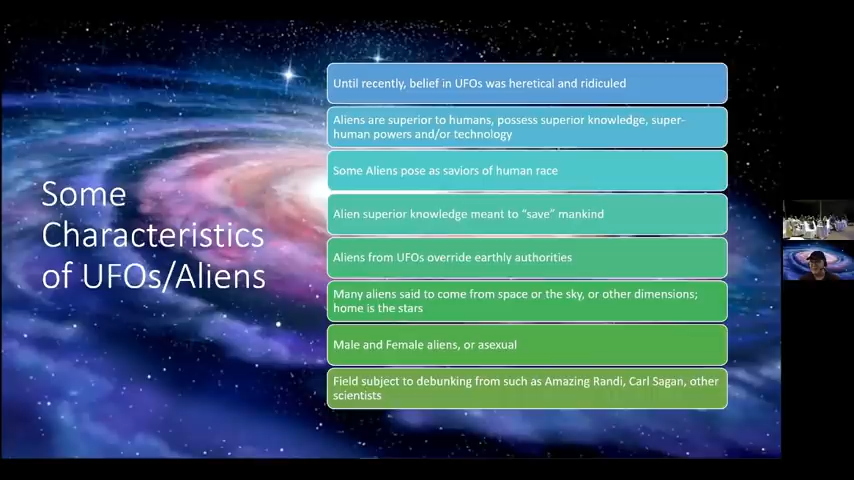 Some
Characteristics
of UFOs/Aliens
Until recently, belief in UFOs was heretical and ridiculed
Aliens are superior to humans, possess superior knowledge, super-
human powers and/or technology
Some Aliens pose as saviors of human race
Alien superior knowledge meant to “save” mankind
Aliens from UFOs override earthly authorities
Many aliens said to come from space or the sky, or other dimensions;
home is the stars
Male and Female aliens, or asexual
Field subject to debunking from such as Amazing Randi, Carl Sagan, other
scientists